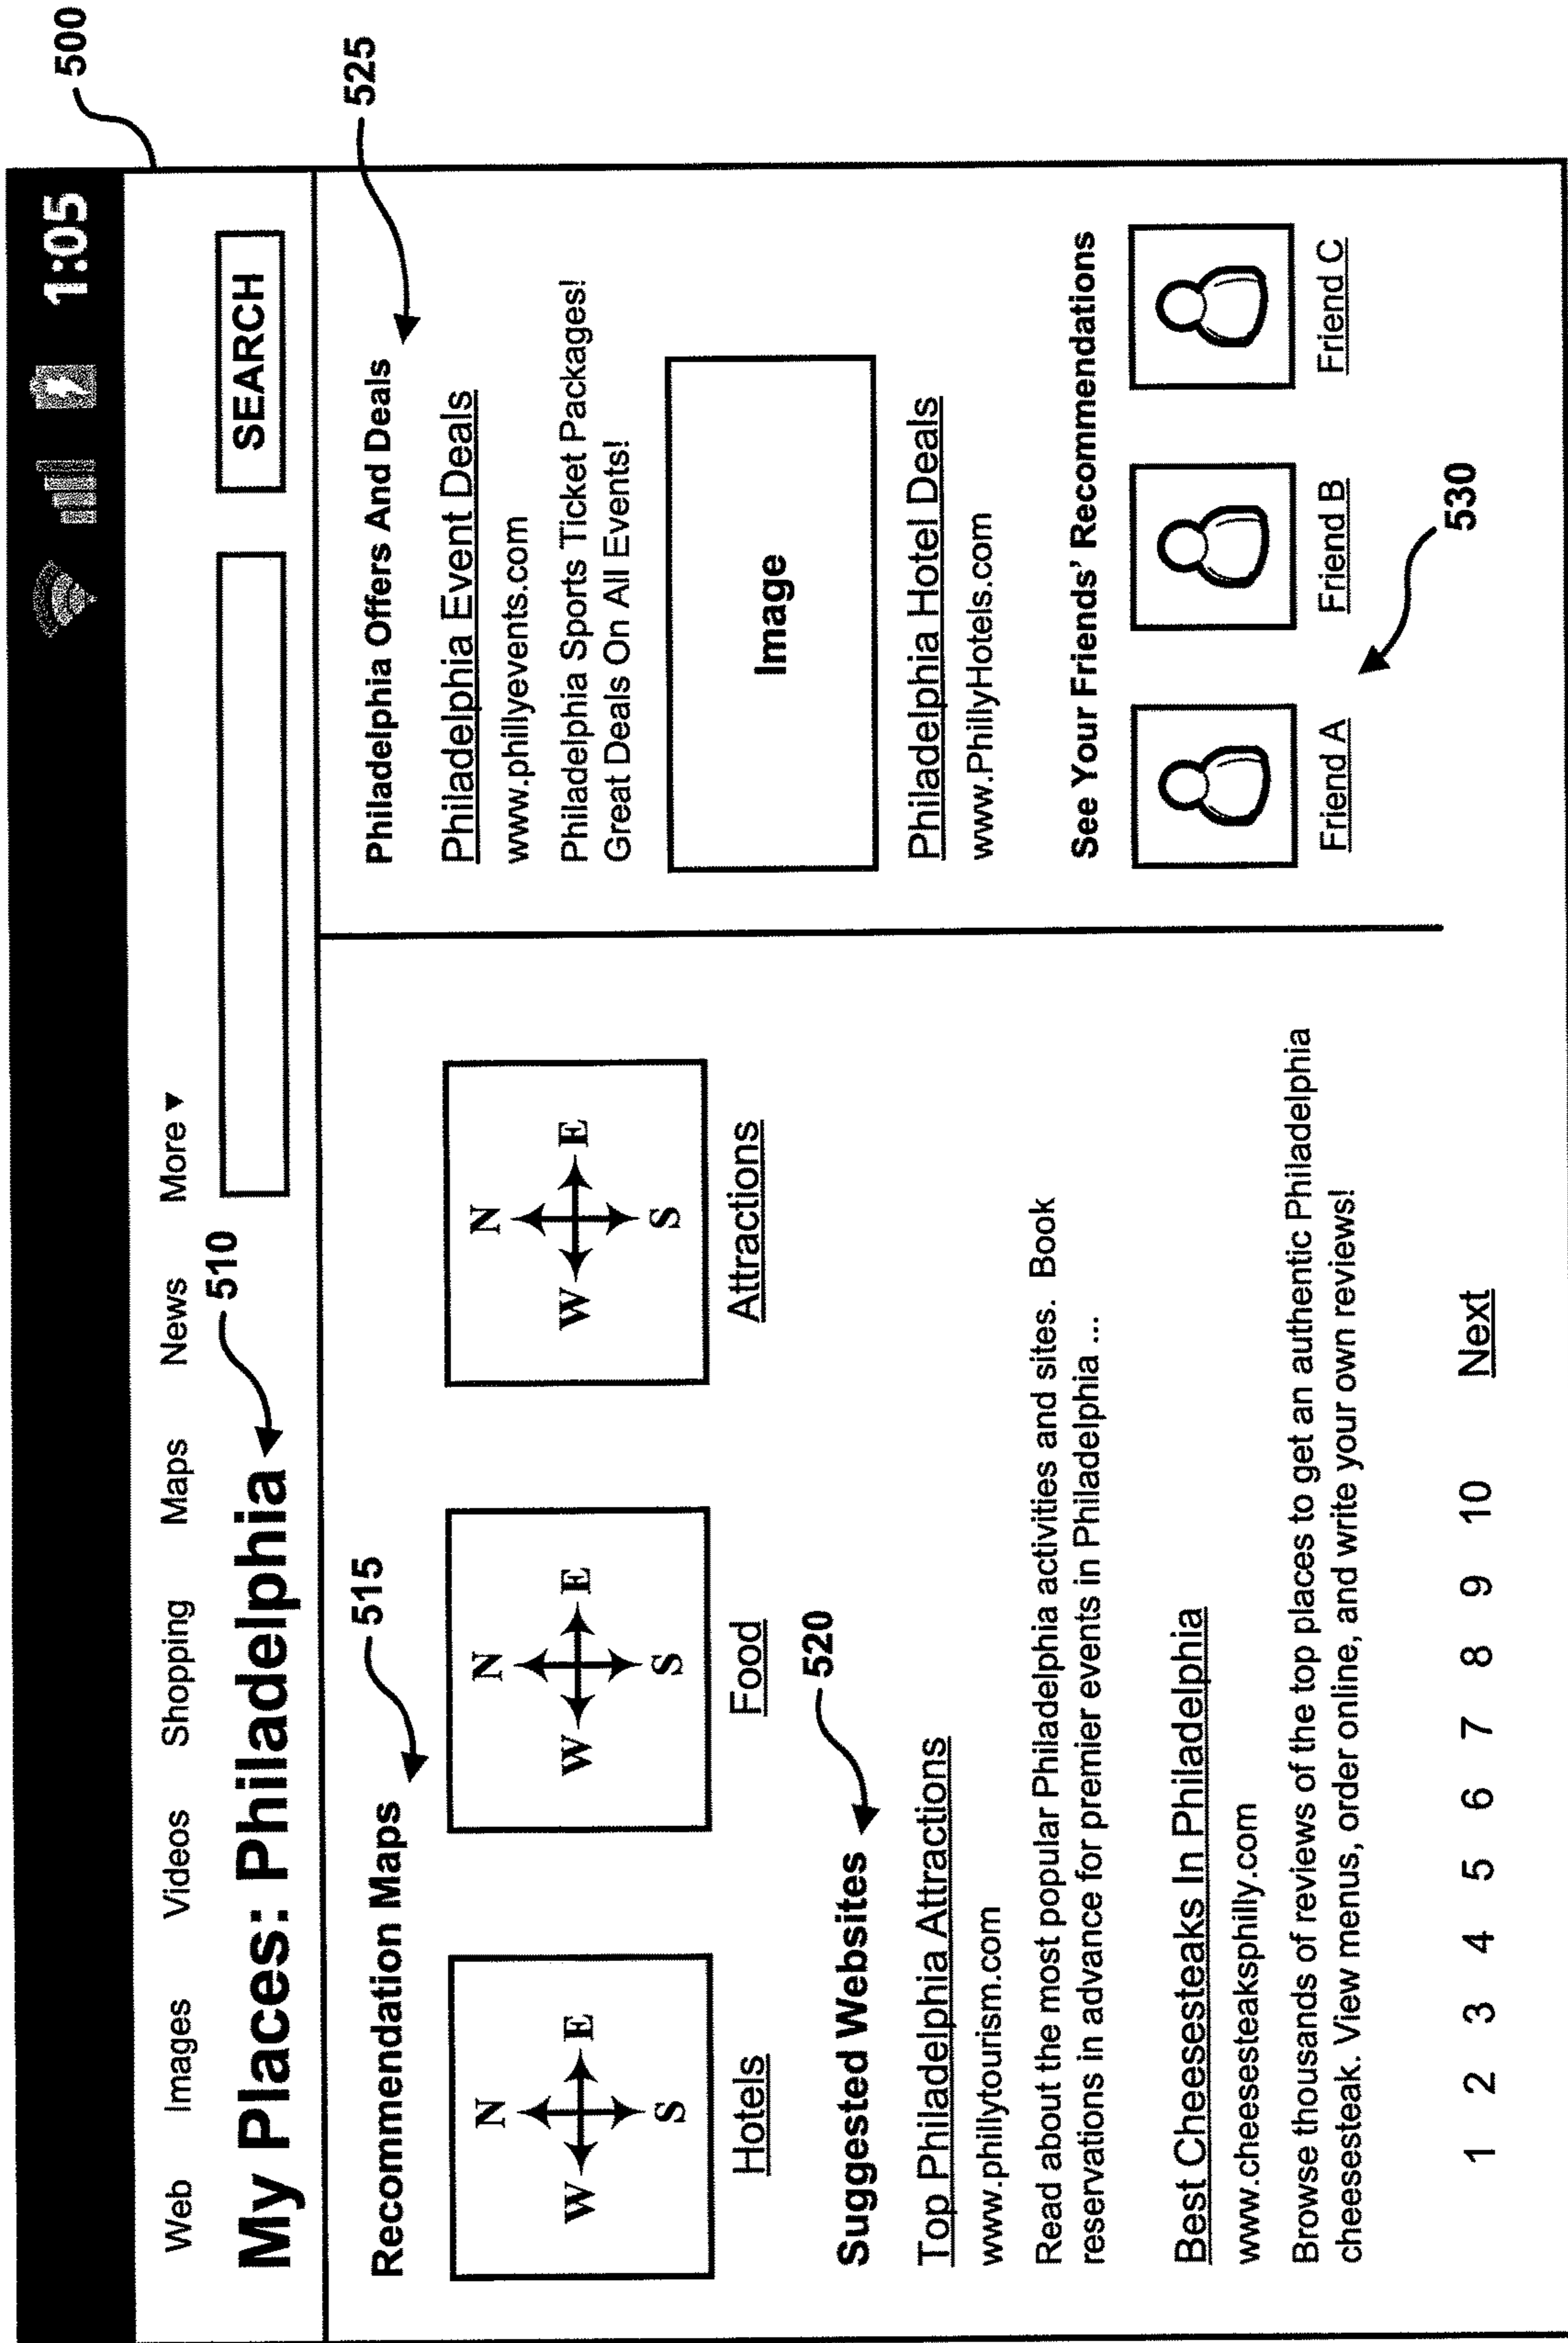 500
1:05
Web Images Videos Shopping Maps News More ▾
My Places: Philadelphia
510
SEARCH
Recommendation Maps
515
N
W E
S
Hotels
N
W E
S
Food
N
W E
S
Attractions
Suggested Websites
520
Top Philadelphia Attractions
www.phillytourism.com
Read about the most popular Philadelphia activities and sites. Book
reservations in advance for premier events in Philadelphia ...
Best Cheesesteaks In Philadelphia
www.cheesesteaksphilly.com
Browse thousands of reviews of the top places to get an authentic Philadelphia
cheesesteak. View menus, order online, and write your own reviews!
1 2 3 4 5 6 7 8 9 10 Next
Philadelphia Offers And Deals
525
Philadelphia Event Deals
www.phillyevents.com
Philadelphia Sports Ticket Packages!
Great Deals On All Events!
Image
Philadelphia Hotel Deals
www.PhillyHotels.com
See Your Friends' Recommendations
Friend A Friend B Friend C
530